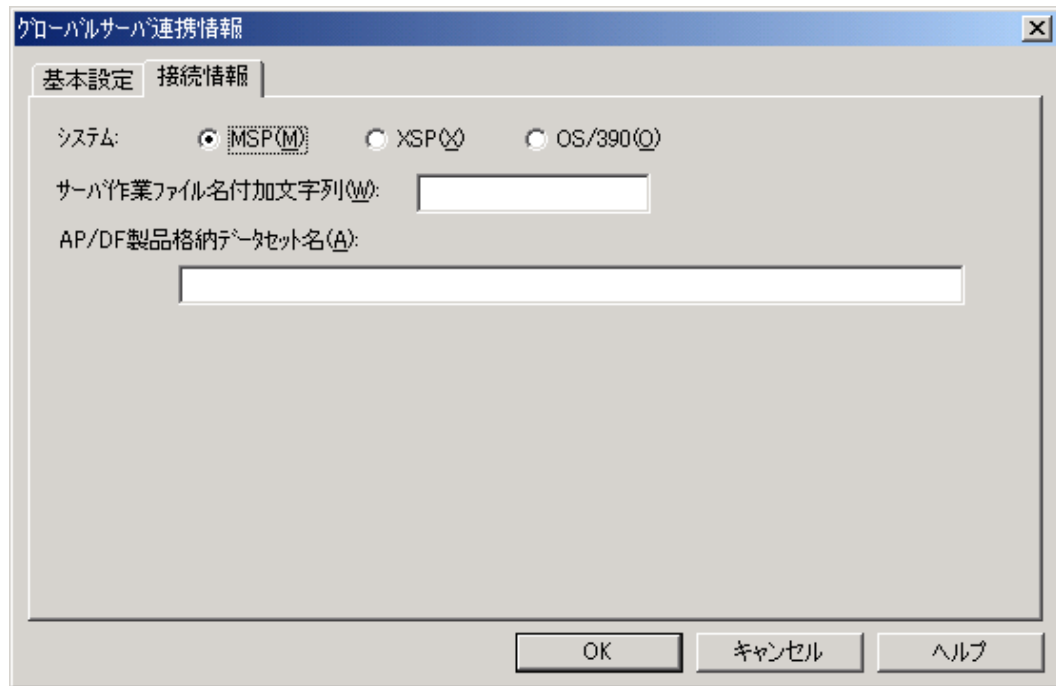 ｸﾞﾛｰﾊﾞﾙｻｰﾊﾞ連携情報
基本設定 接続情報
ｼｽﾃﾑ: MSP(M) XSP(X) OS/390(O)
ｻｰﾊﾞ作業ﾌｧｲﾙ名付加文字列(W):
AP/DF製品格納ﾃﾞｰﾀｾｯﾄ名(A):
OK キャンセル ヘルプ